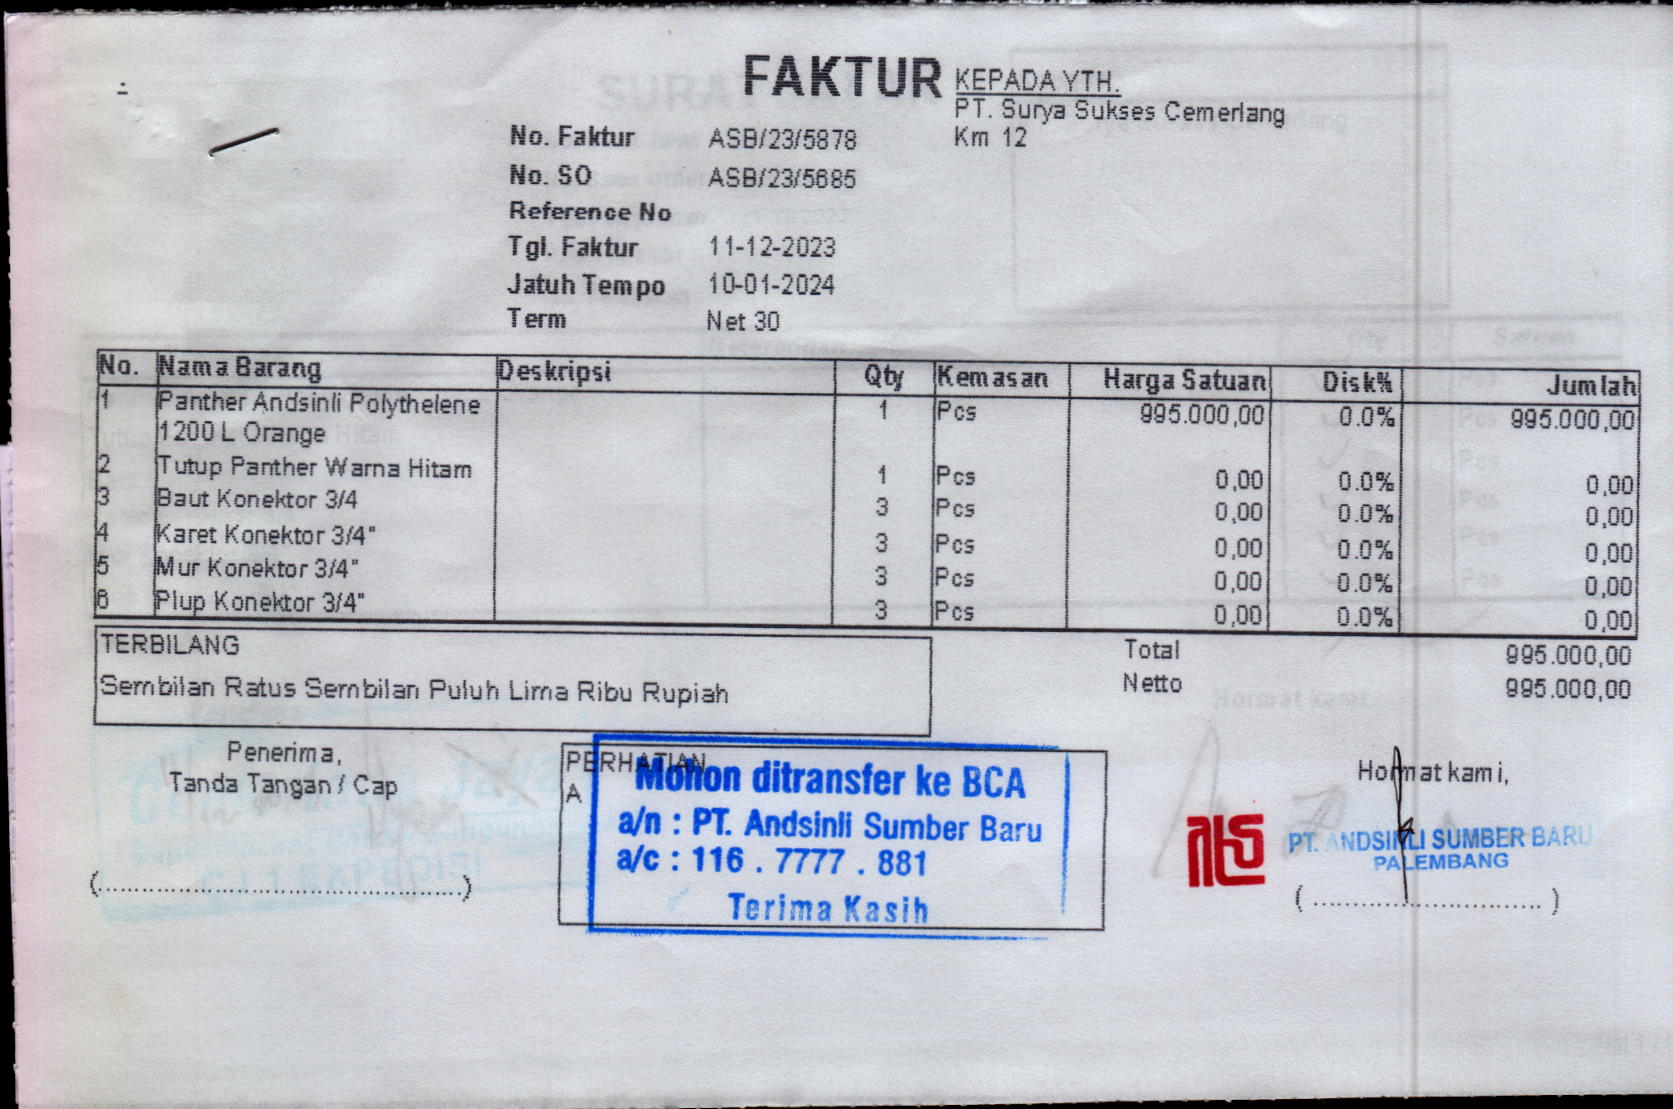 FAKTUR
KEPADA YTH.
PT. Surya Sukses Cemerlang
Km 12
No. Faktur ASB/23/5878
No. SO ASB/23/5685
Reference No
Tgl. Faktur 11-12-2023
Jatuh Tempo 10-01-2024
Term Net 30
No. Nama Barang Deskripsi Qty Kemasan Harga Satuan Disk% Jumlah
1 Panther Andsinli Polythelene 1 Pcs 995.000,00 0.0% 995.000,00
1200 L Orange
2 Tutup Panther Warna Hitam 1 Pcs 0,00 0.0% 0,00
3 Baut Konektor 3/4 3 Pcs 0,00 0.0% 0,00
4 Karet Konektor 3/4" 3 Pcs 0,00 0.0% 0,00
5 Mur Konektor 3/4" 3 Pcs 0,00 0.0% 0,00
6 Plup Konektor 3/4" 3 Pcs 0,00 0.0% 0,00
TERBILANG
Sembilan Ratus Sembilan Puluh Lima Ribu Rupiah
Total 995.000,00
Netto 995.000,00
Penerima,
Tanda Tangan / Cap
(.....................................................)
PERHATIAN
A
Mohon ditransfer ke BCA
a/n : PT. Andsinli Sumber Baru
a/c : 116 . 7777 . 881
Terima Kasih
Hormat kami,
PT. ANDSINLI SUMBER BARU
PALEMBANG
( ................................. )